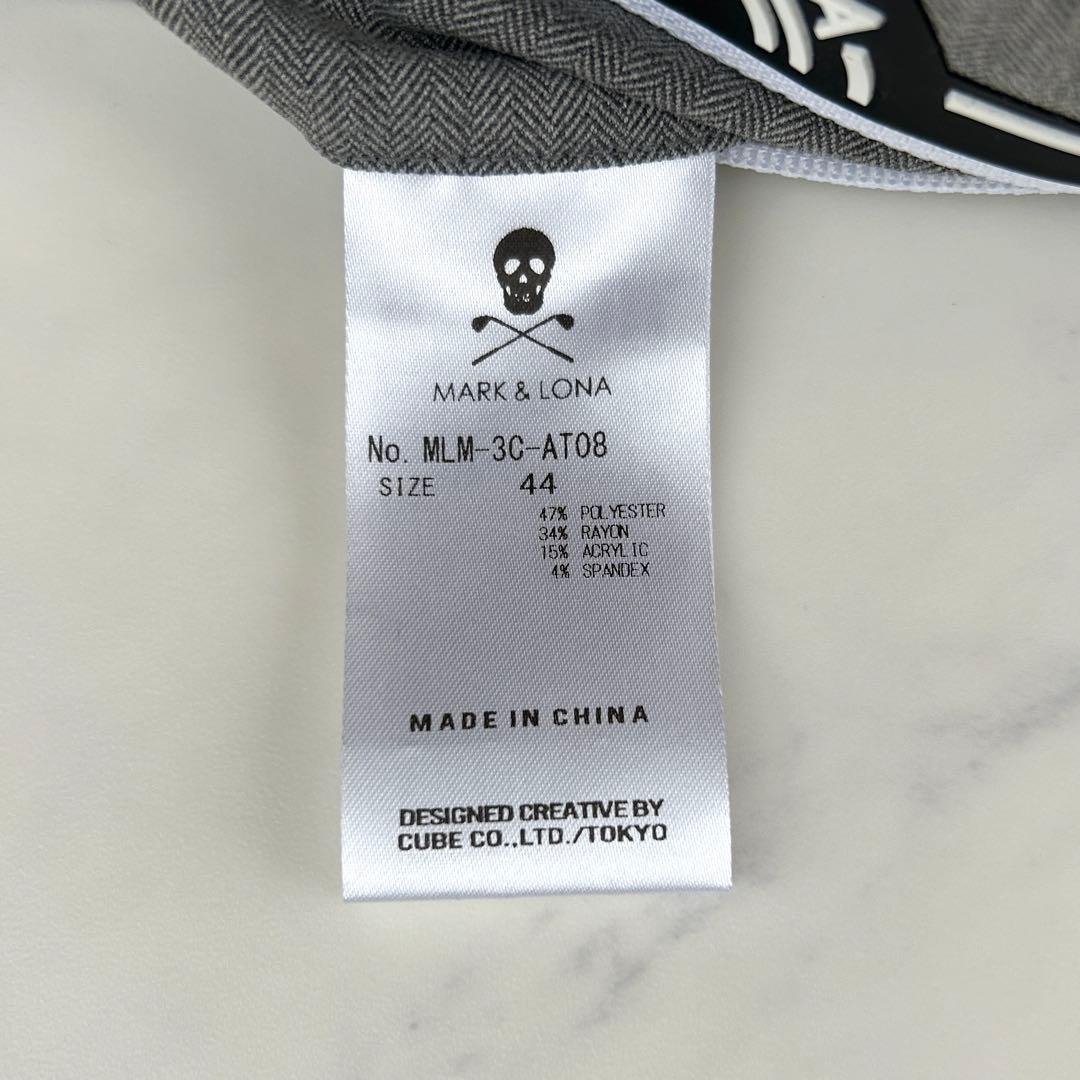 MARK & LONA
No. MLM-3C-AT08
SIZE 44
47% POLYESTER
34% RAYON
15% ACRYLIC
4% SPANDEX
MADE IN CHINA
DESIGNED CREATIVE BY
CUBE CO.,LTD./TOKYO